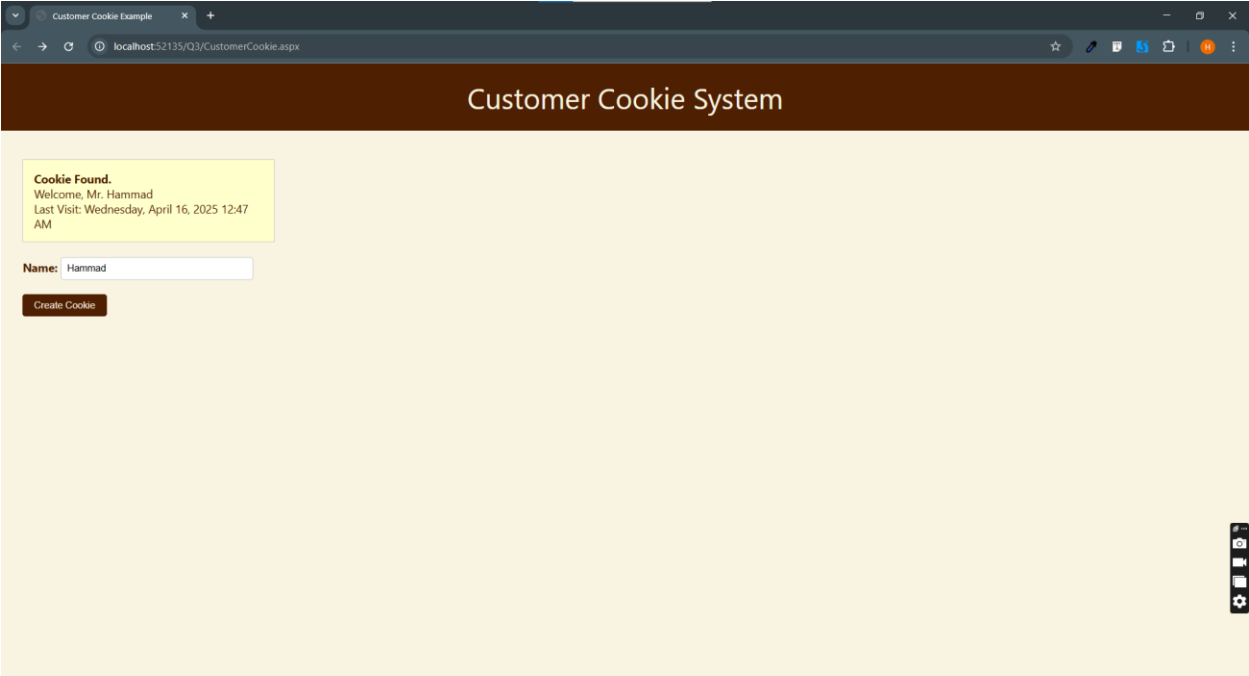 Customer Cookie Example
localhost:52135/Q3/CustomerCookie.aspx
H
Customer Cookie System
Cookie Found.
Welcome, Mr. Hammad
Last Visit: Wednesday, April 16, 2025 12:47
AM
Name: Hammad
Create Cookie